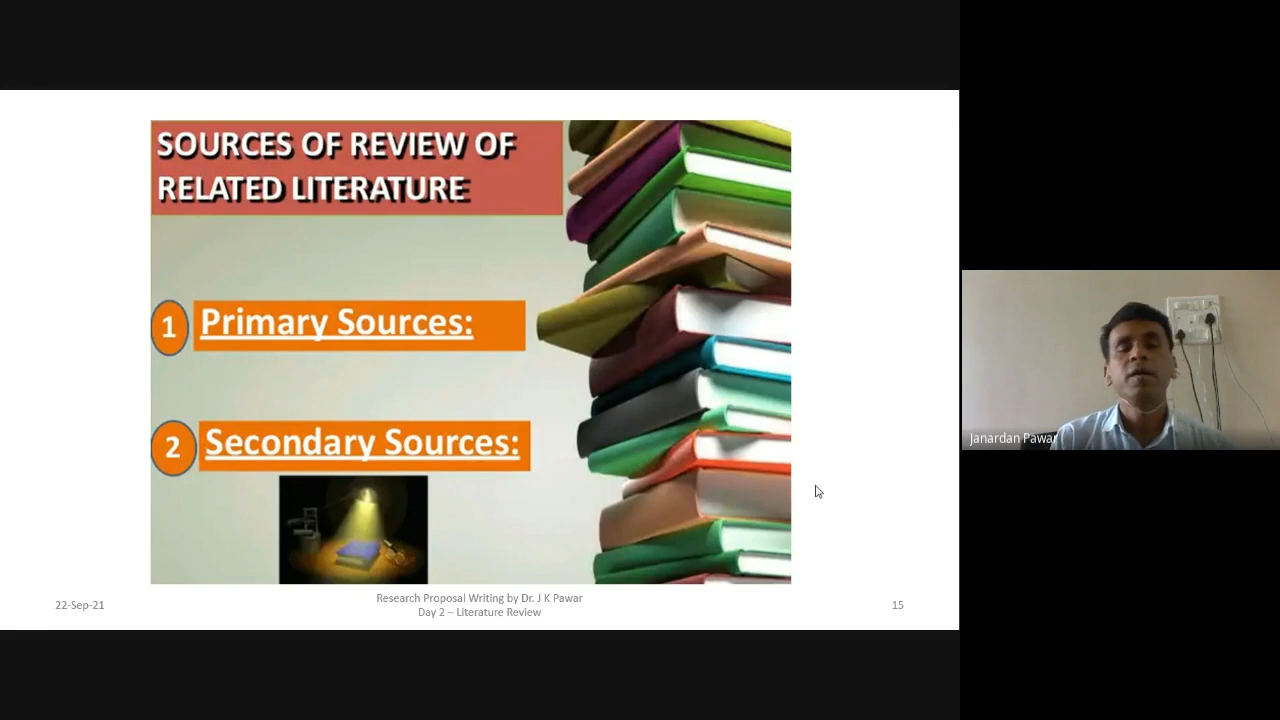 SOURCES OF REVIEW OF
RELATED LITERATURE
1 Primary Sources:
2 Secondary Sources:
22-Sep-21
Research Proposal Writing by Dr. J K Pawar
Day 2 – Literature Review
15
Janardan Pawar